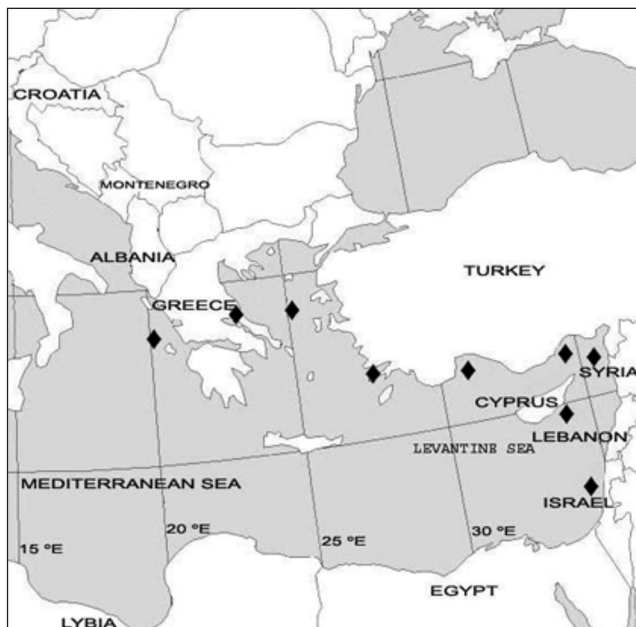 CROATIA
MONTENEGRO
ALBANIA
TURKEY
GREECE
SYRIA
CYPRUS
LEBANON
LEVANTINE SEA
MEDITERRANEAN SEA
ISRAEL
15 ºE
20 ºE
25 ºE
30 ºE
EGYPT
LYBIA